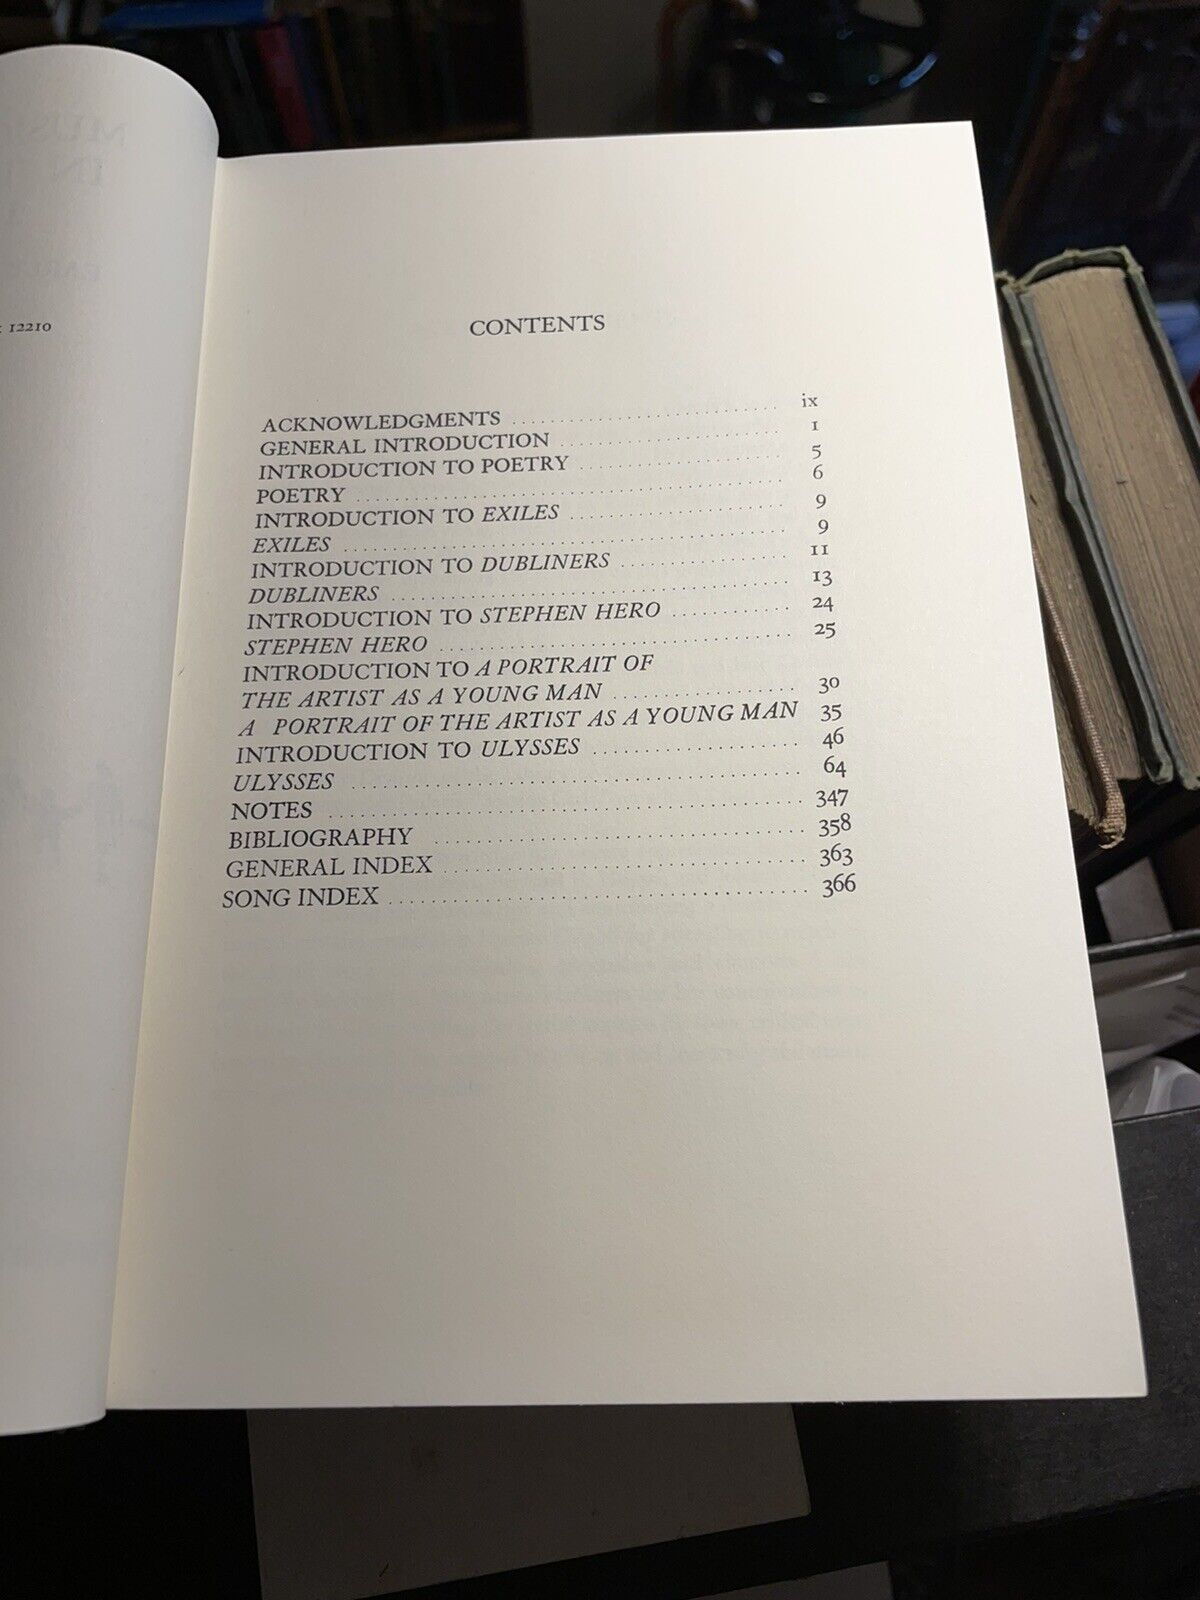 12210
CONTENTS
ACKNOWLEDGMENTS ix
GENERAL INTRODUCTION 1
INTRODUCTION TO POETRY 5
POETRY 6
INTRODUCTION TO EXILES 9
EXILES 9
INTRODUCTION TO DUBLINERS 11
DUBLINERS 13
INTRODUCTION TO STEPHEN HERO 24
STEPHEN HERO 25
INTRODUCTION TO A PORTRAIT OF
THE ARTIST AS A YOUNG MAN 30
A PORTRAIT OF THE ARTIST AS A YOUNG MAN 35
INTRODUCTION TO ULYSSES 46
ULYSSES 64
NOTES 347
BIBLIOGRAPHY 358
GENERAL INDEX 363
SONG INDEX 366